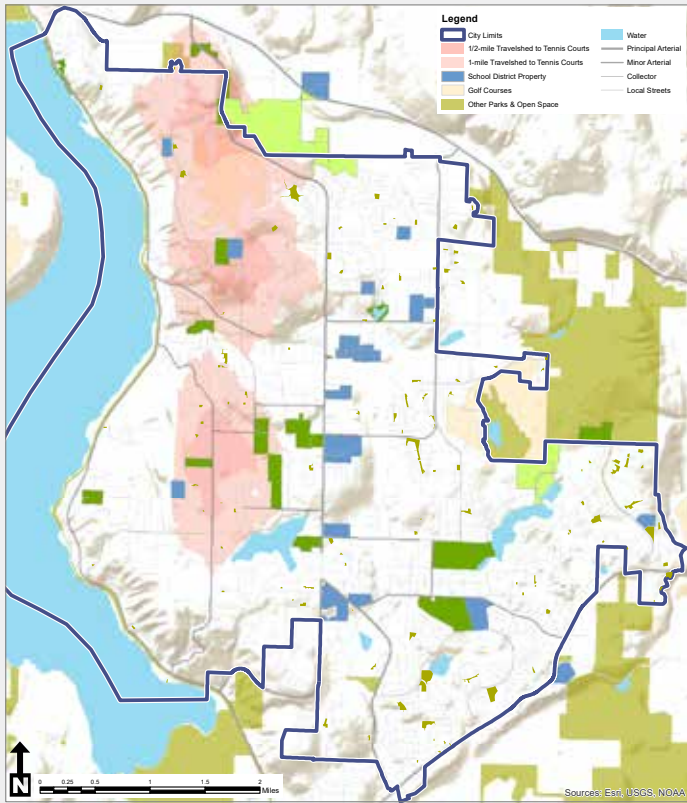 Legend
City Limits
1/2-mile Travelshed to Tennis Courts
1-mile Travelshed to Tennis Courts
School District Property
Golf Courses
Other Parks & Open Space
Water
Principal Arterial
Minor Arterial
Collector
Local Streets
N
0 0.25 0.5 1 1.5 2
Miles
Sources: Esri, USGS, NOAA